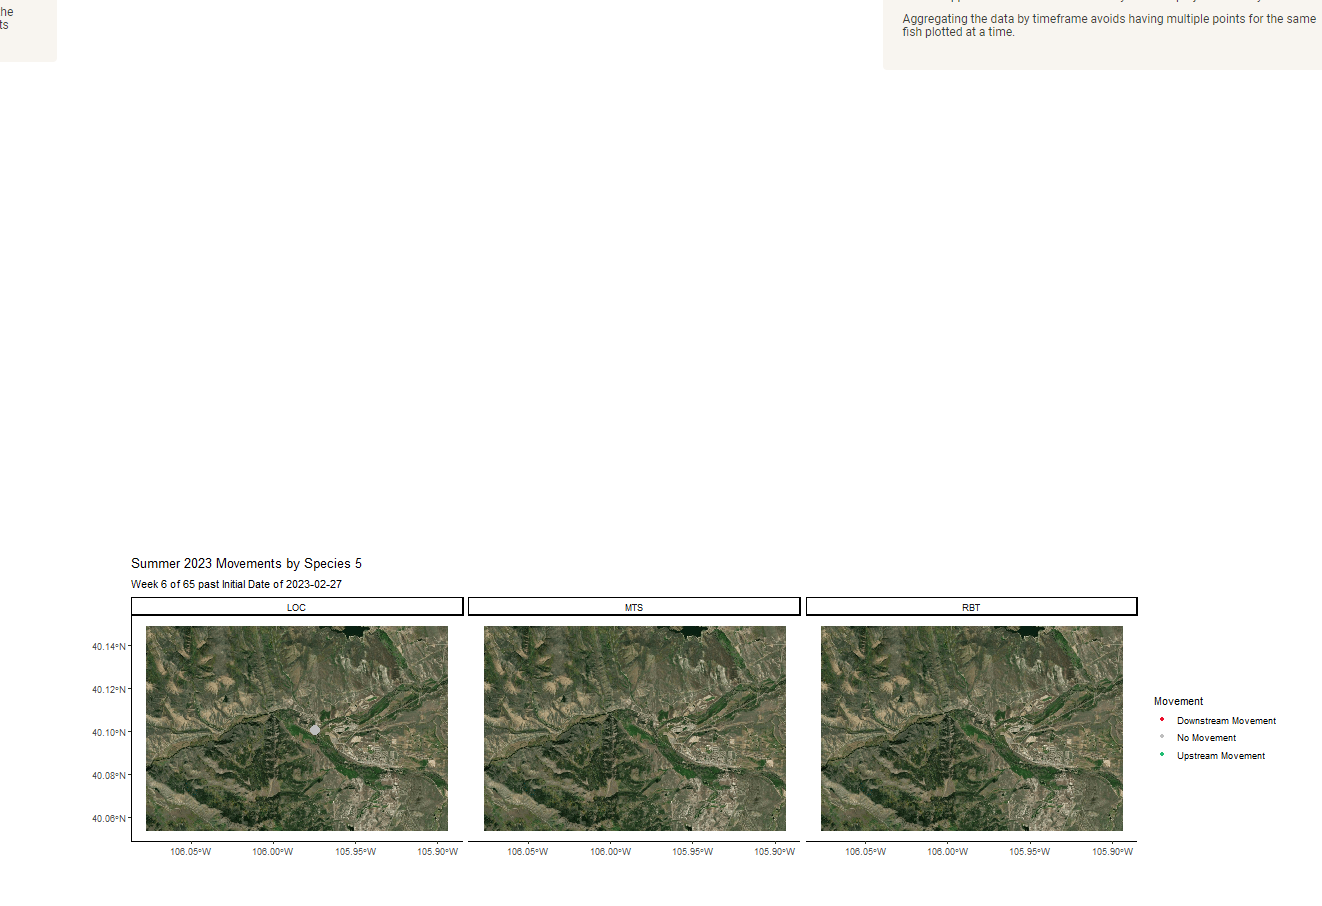 he
ts
Aggregating the data by timeframe avoids having multiple points for the same
fish plotted at a time.
Summer 2023 Movements by Species 5
Week 6 of 65 past Initial Date of 2023-02-27
LOC
MTS
RBT
40.14°N
40.12°N
40.10°N
40.08°N
40.06°N
106.05°W 106.00°W 105.95°W 105.90°W
106.05°W 106.00°W 105.95°W 105.90°W
106.05°W 106.00°W 105.95°W 105.90°W
Movement
Downstream Movement
No Movement
Upstream Movement